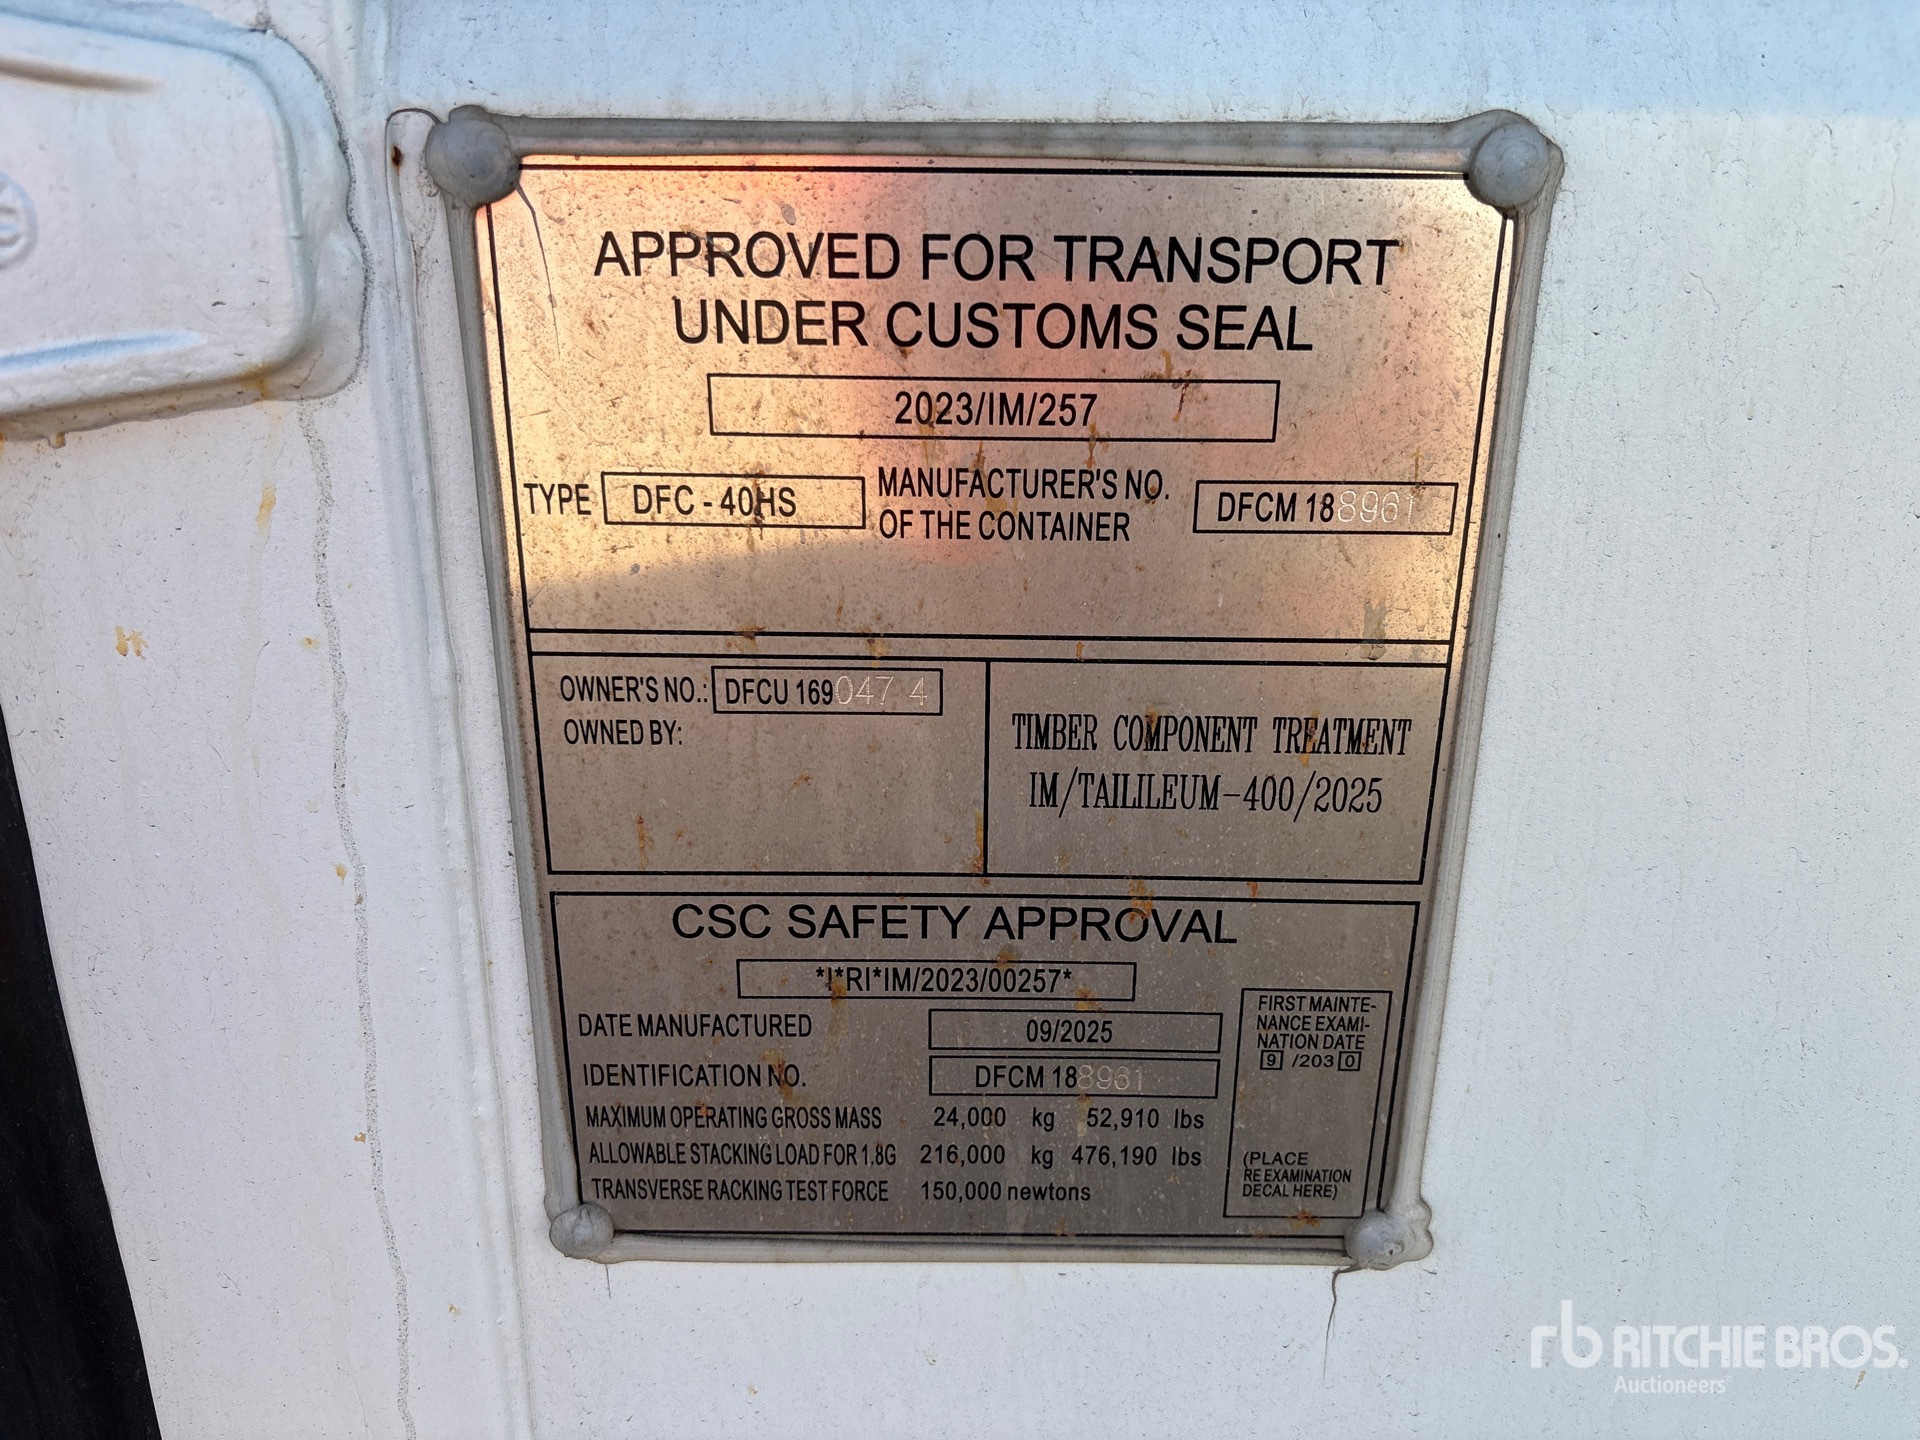 APPROVED FOR TRANSPORT
UNDER CUSTOMS SEAL
2023/IM/257
TYPE DFC - 40HS MANUFACTURER'S NO. OF THE CONTAINER DFCM 188961
OWNER'S NO.: DFCU 169047 4
OWNED BY:
TIMBER COMPONENT TREATMENT
IM/TAILILEUM-400/2025
CSC SAFETY APPROVAL
*I*RI*IM/2023/00257*
DATE MANUFACTURED 09/2025
IDENTIFICATION NO. DFCM 188961
MAXIMUM OPERATING GROSS MASS 24,000 kg 52,910 lbs
ALLOWABLE STACKING LOAD FOR 1.8G 216,000 kg 476,190 lbs
TRANSVERSE RACKING TEST FORCE 150,000 newtons
FIRST MAINTE-
NANCE EXAMI-
NATION DATE
9 /203 0
(PLACE
RE EXAMINATION
DECAL HERE)
rb RITCHIE BROS.
Auctioneers